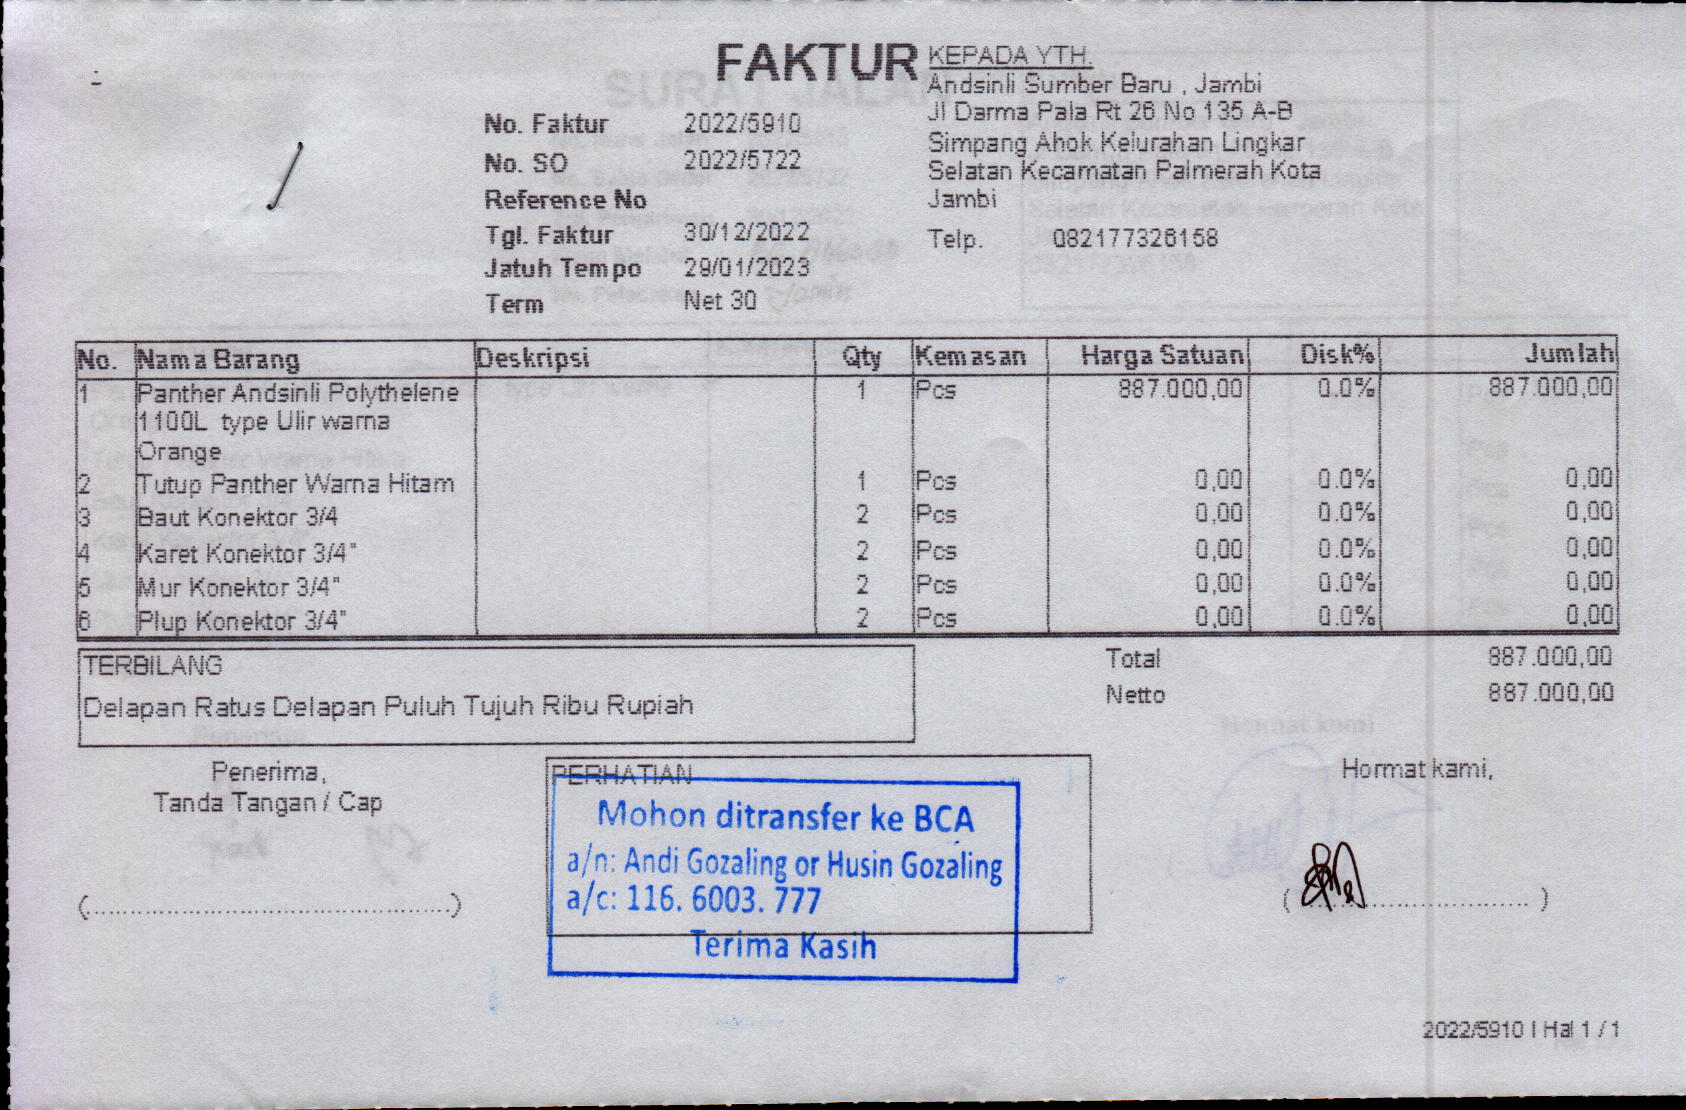 FAKTUR
KEPADA YTH.
Andsinli Sumber Baru , Jambi
Jl Darma Pala Rt 26 No 135 A-B
Simpang Ahok Kelurahan Lingkar
Selatan Kecamatan Palmerah Kota
Jambi
Telp. 082177326158
No. Faktur 2022/5910
No. SO 2022/5722
Reference No
Tgl. Faktur 30/12/2022
Jatuh Tempo 29/01/2023
Term Net 30
No. Nama Barang Deskripsi Qty Kemasan Harga Satuan Disk% Jumlah
1 Panther Andsinli Polythelene 1 Pcs 887.000,00 0.0% 887.000,00
1100L type Ulir warna
Orange
2 Tutup Panther Warna Hitam 1 Pcs 0,00 0.0% 0,00
3 Baut Konektor 3/4 2 Pcs 0,00 0.0% 0,00
4 Karet Konektor 3/4" 2 Pcs 0,00 0.0% 0,00
5 Mur Konektor 3/4" 2 Pcs 0,00 0.0% 0,00
6 Plup Konektor 3/4" 2 Pcs 0,00 0.0% 0,00
TERBILANG
Delapan Ratus Delapan Puluh Tujuh Ribu Rupiah
Total 887.000,00
Netto 887.000,00
Penerima,
Tanda Tangan / Cap
(..............................................)
PERHATIAN
Mohon ditransfer ke BCA
a/n: Andi Gozaling or Husin Gozaling
a/c: 116. 6003. 777
Terima Kasih
Hormat kami,
( .............................. )
2022/5910 | Hal 1 / 1